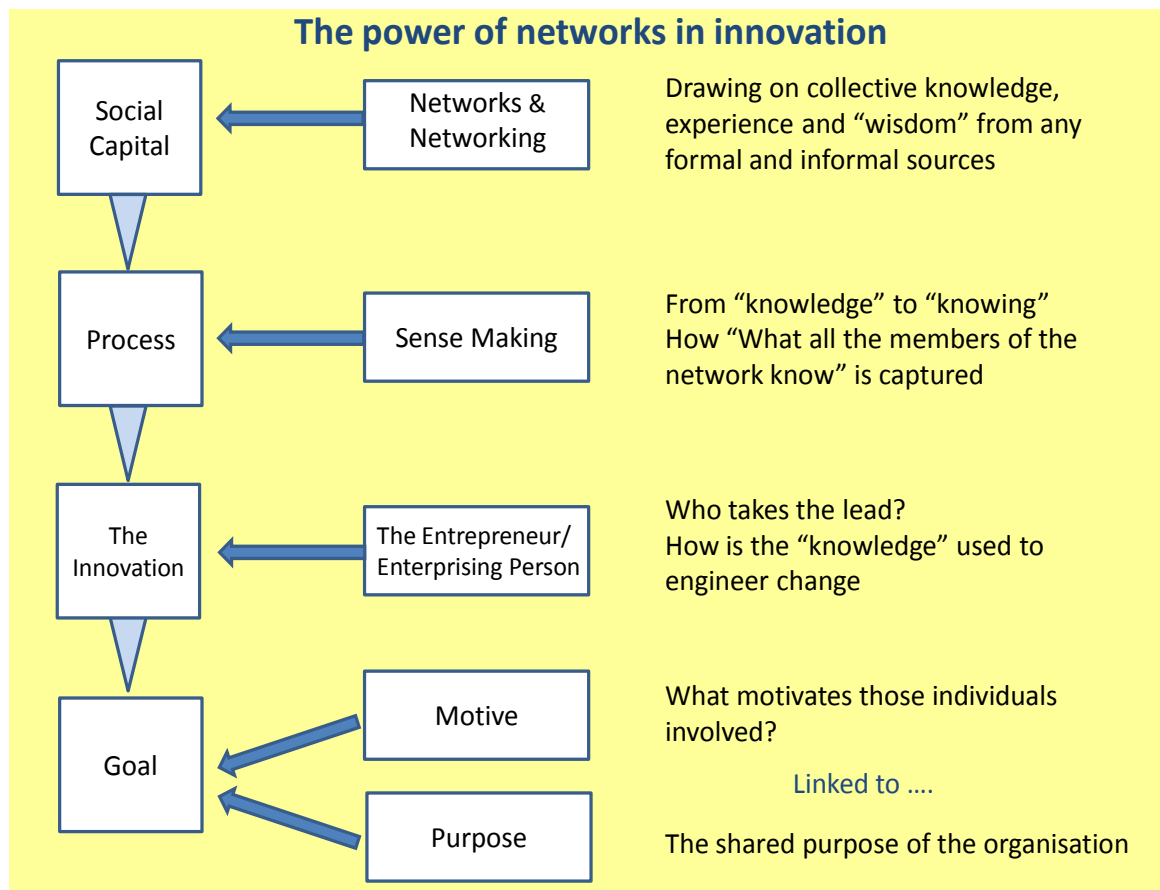 The power of networks in innovation
Social
Capital
Networks &
Networking
Drawing on collective knowledge,
experience and “wisdom” from any
formal and informal sources
Process
Sense Making
From “knowledge” to “knowing”
How “What all the members of the
network know” is captured
The
Innovation
The Entrepreneur/
Enterprising Person
Who takes the lead?
How is the “knowledge” used to
engineer change
Goal
Motive
What motivates those individuals
involved?
Linked to ....
Purpose
The shared purpose of the organisation